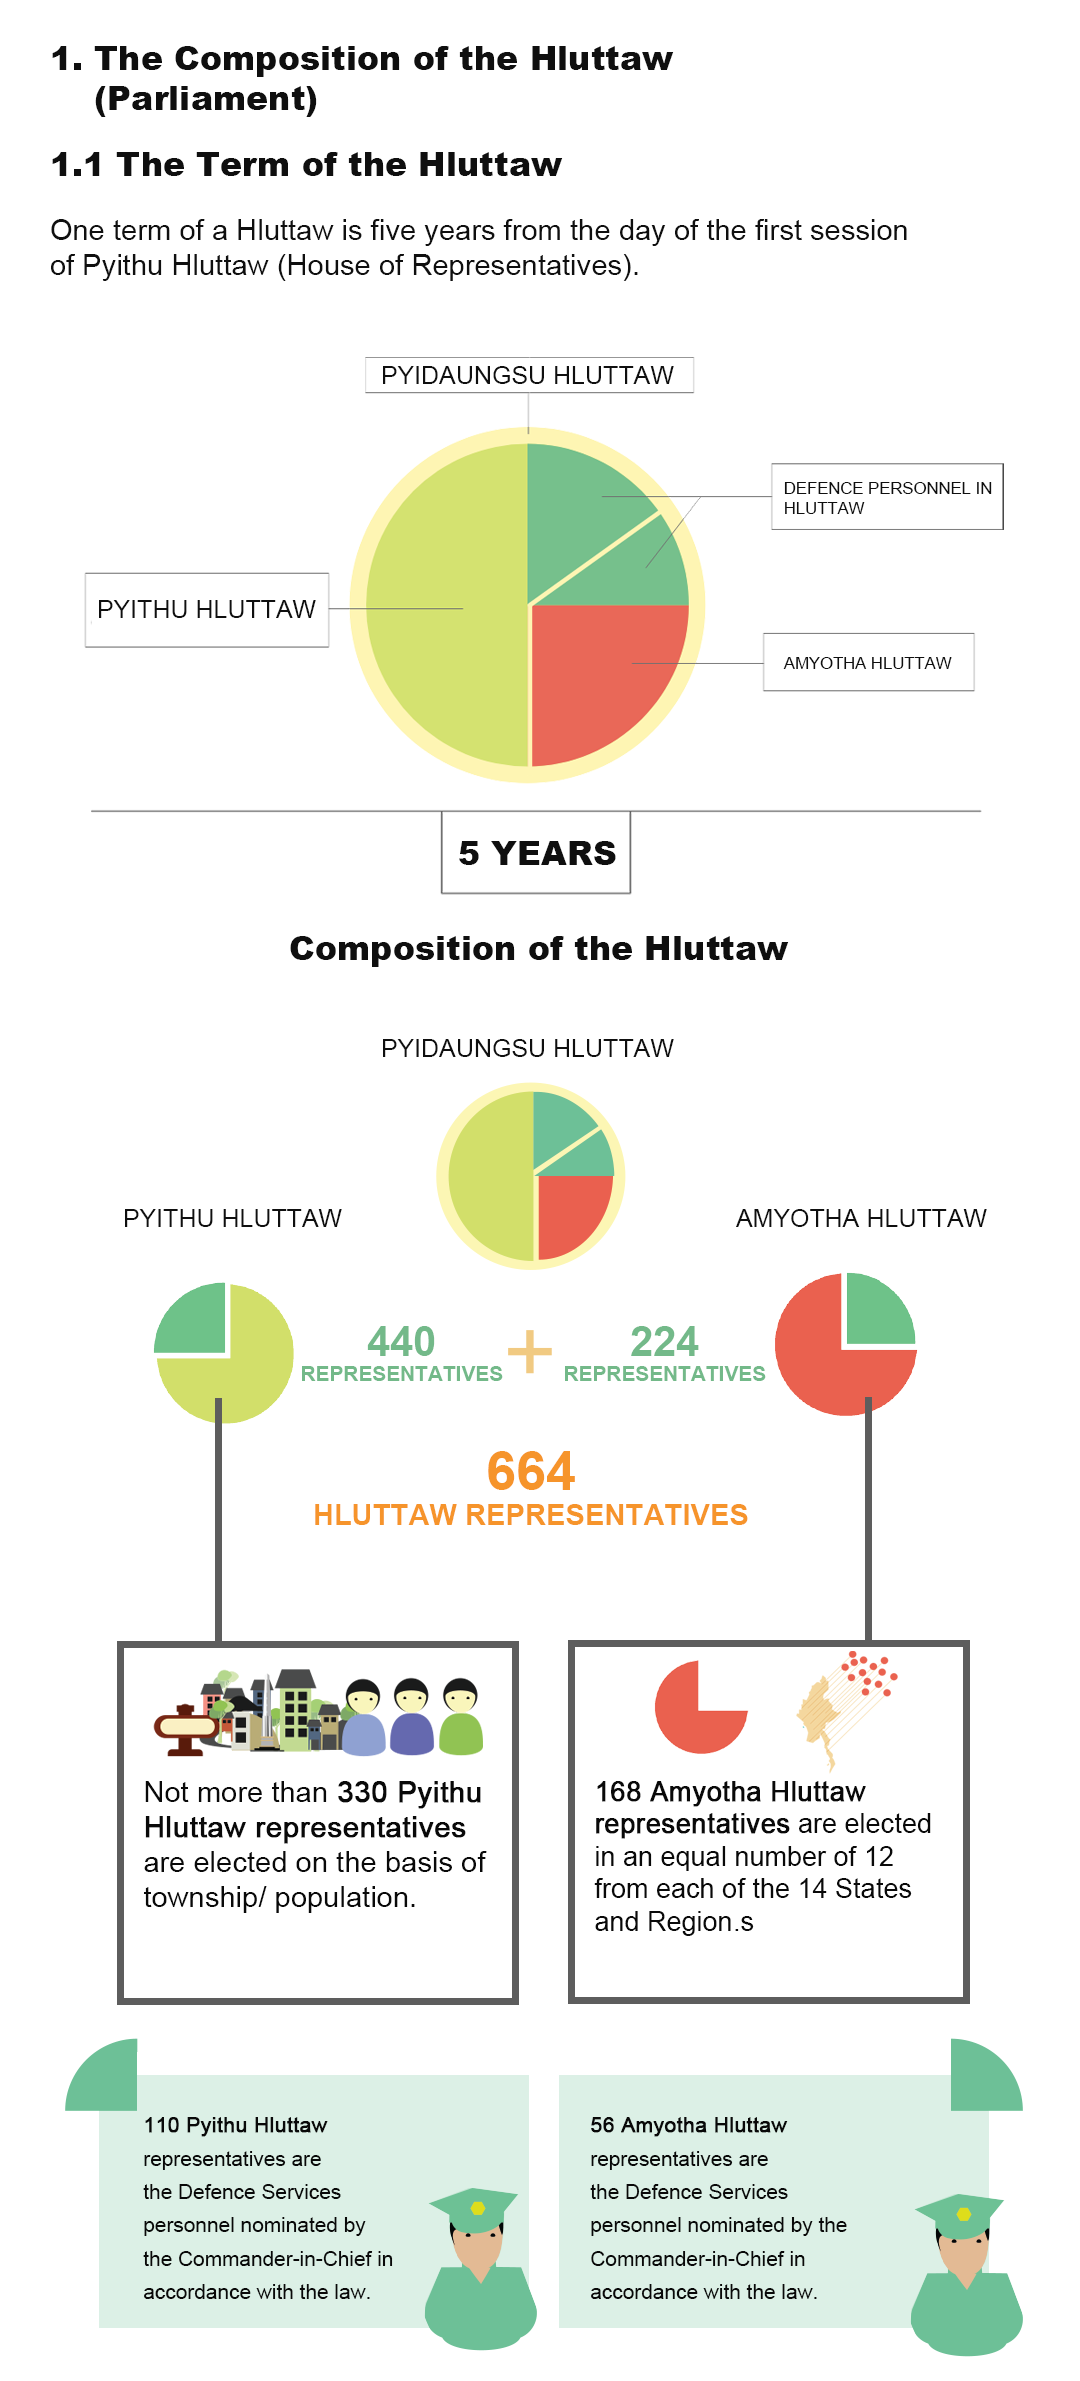 1. The Composition of the Hluttaw
(Parliament)
1.1 The Term of the Hluttaw
One term of a Hluttaw is five years from the day of the first session
of Pyithu Hluttaw (House of Representatives).
PYIDAUNGSU HLUTTAW
DEFENCE PERSONNEL IN
HLUTTAW
PYITHU HLUTTAW
AMYOTHA HLUTTAW
5 YEARS
Composition of the Hluttaw
PYIDAUNGSU HLUTTAW
PYITHU HLUTTAW
AMYOTHA HLUTTAW
440
REPRESENTATIVES
+
224
REPRESENTATIVES
664
HLUTTAW REPRESENTATIVES
Not more than 330 Pyithu
Hluttaw representatives
are elected on the basis of
township/ population.
168 Amyotha Hluttaw
representatives are elected
in an equal number of 12
from each of the 14 States
and Region.s
110 Pyithu Hluttaw
representatives are
the Defence Services
personnel nominated by
the Commander-in-Chief in
accordance with the law.
56 Amyotha Hluttaw
representatives are
the Defence Services
personnel nominated by the
Commander-in-Chief in
accordance with the law.